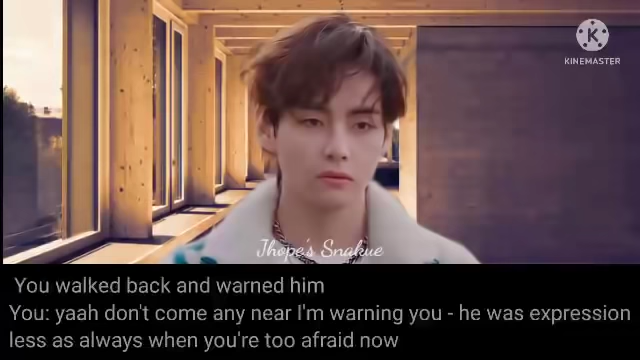 KINEMASTER
Jhope's Snakue
You walked back and warned him
You: yaah don't come any near I'm warning you - he was expression
less as always when you're too afraid now